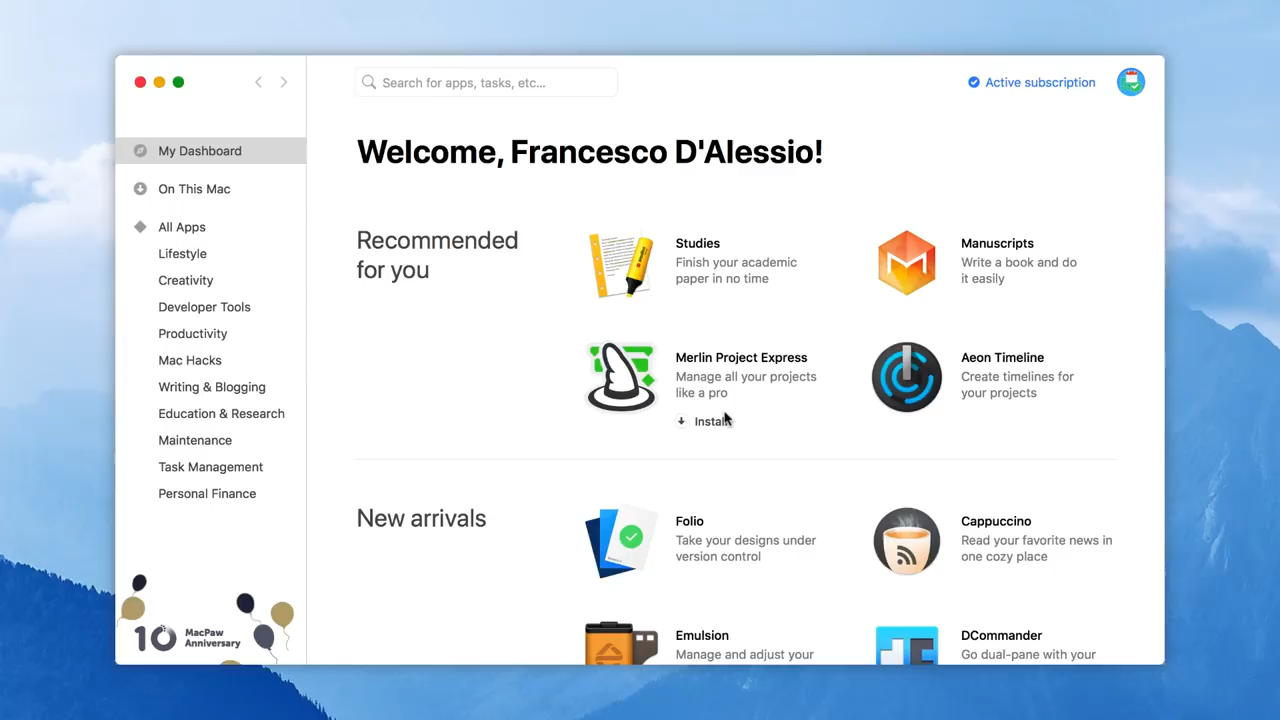 Search for apps, tasks, etc...
Active subscription
My Dashboard
On This Mac
All Apps
Lifestyle
Creativity
Developer Tools
Productivity
Mac Hacks
Writing & Blogging
Education & Research
Maintenance
Task Management
Personal Finance
10 MacPaw
Anniversary
Welcome, Francesco D'Alessio!
Recommended
for you
Studies
Finish your academic
paper in no time
Manuscripts
Write a book and do
it easily
Merlin Project Express
Manage all your projects
like a pro
Install
Aeon Timeline
Create timelines for
your projects
New arrivals
Folio
Take your designs under
version control
Cappuccino
Read your favorite news in
one cozy place
Emulsion
Manage and adjust your
DCommander
Go dual-pane with your